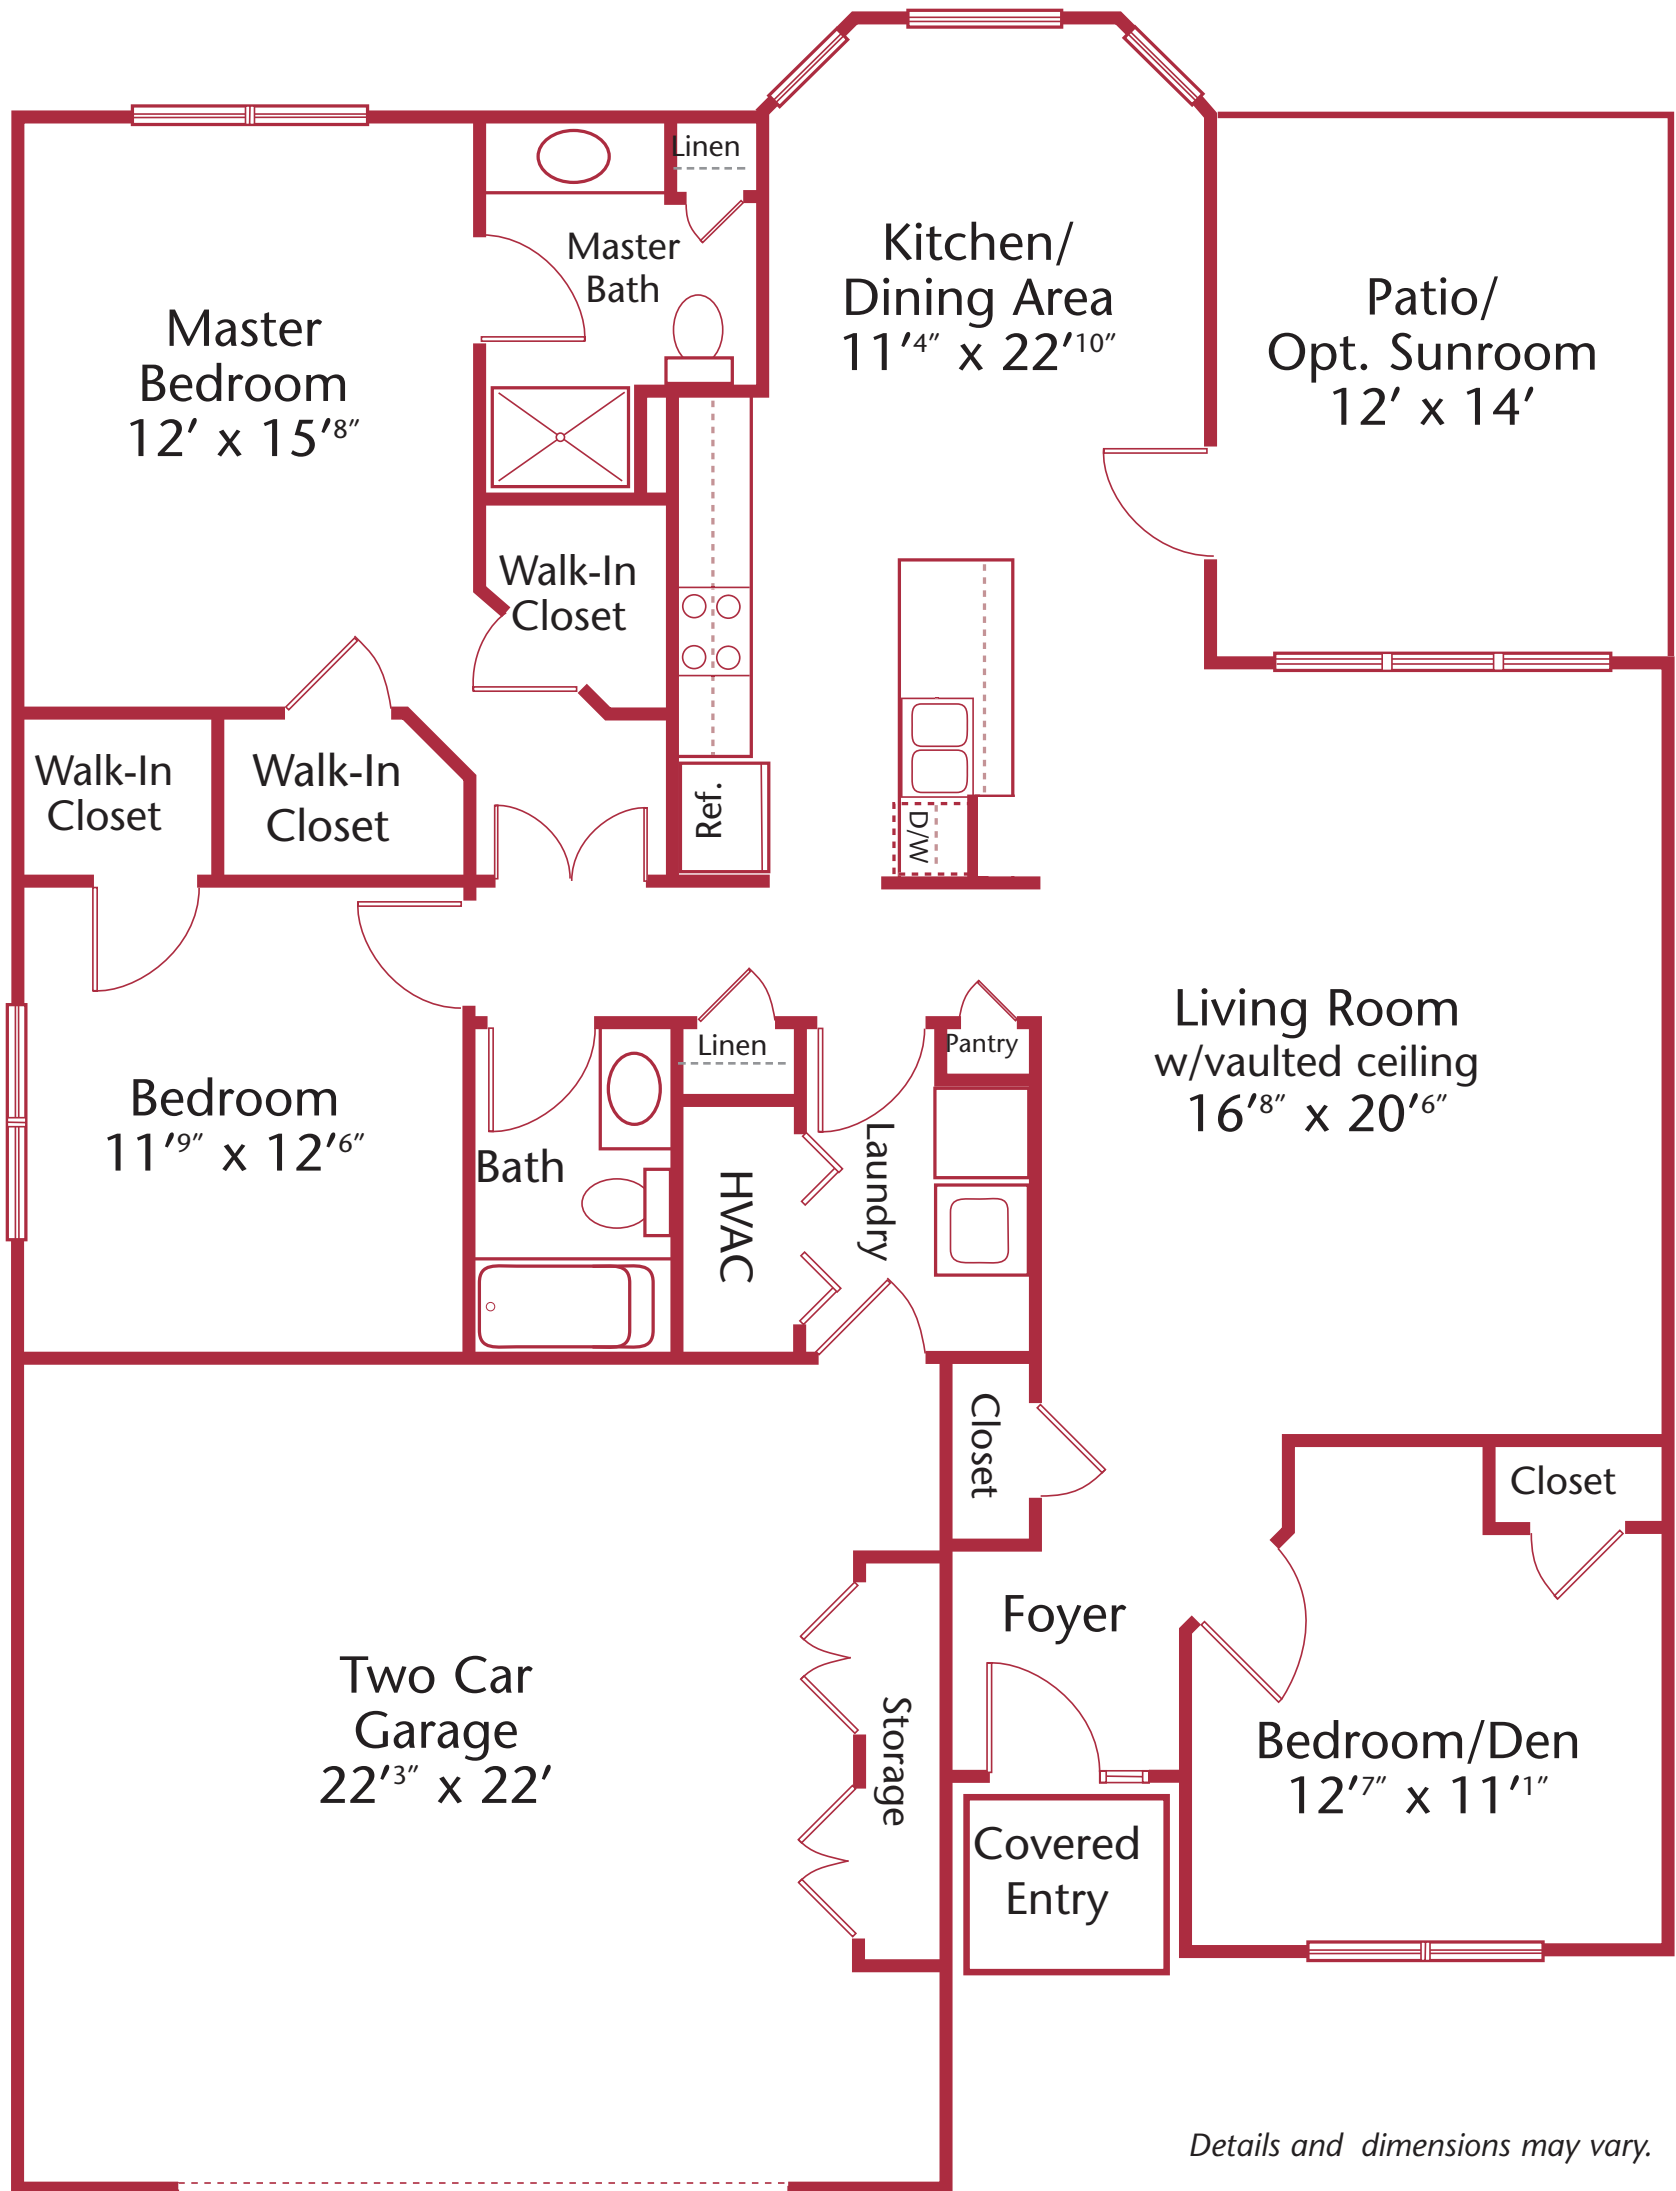 Linen
Master
Bath
Kitchen/
Dining Area
11′4″ x 22′10″
Patio/
Opt. Sunroom
12′ x 14′
Master
Bedroom
12′ x 15′8″
Walk-In
Closet
Walk-In
Closet
Walk-In
Closet
Ref.
D/W
Living Room
w/vaulted ceiling
16′8″ x 20′6″
Linen
Pantry
Bedroom
11′9″ x 12′6″
Bath
HVAC
Laundry
Closet
Closet
Foyer
Two Car
Garage
22′3″ x 22′
Storage
Bedroom/Den
12′7″ x 11′1″
Covered
Entry
Details and dimensions may vary.